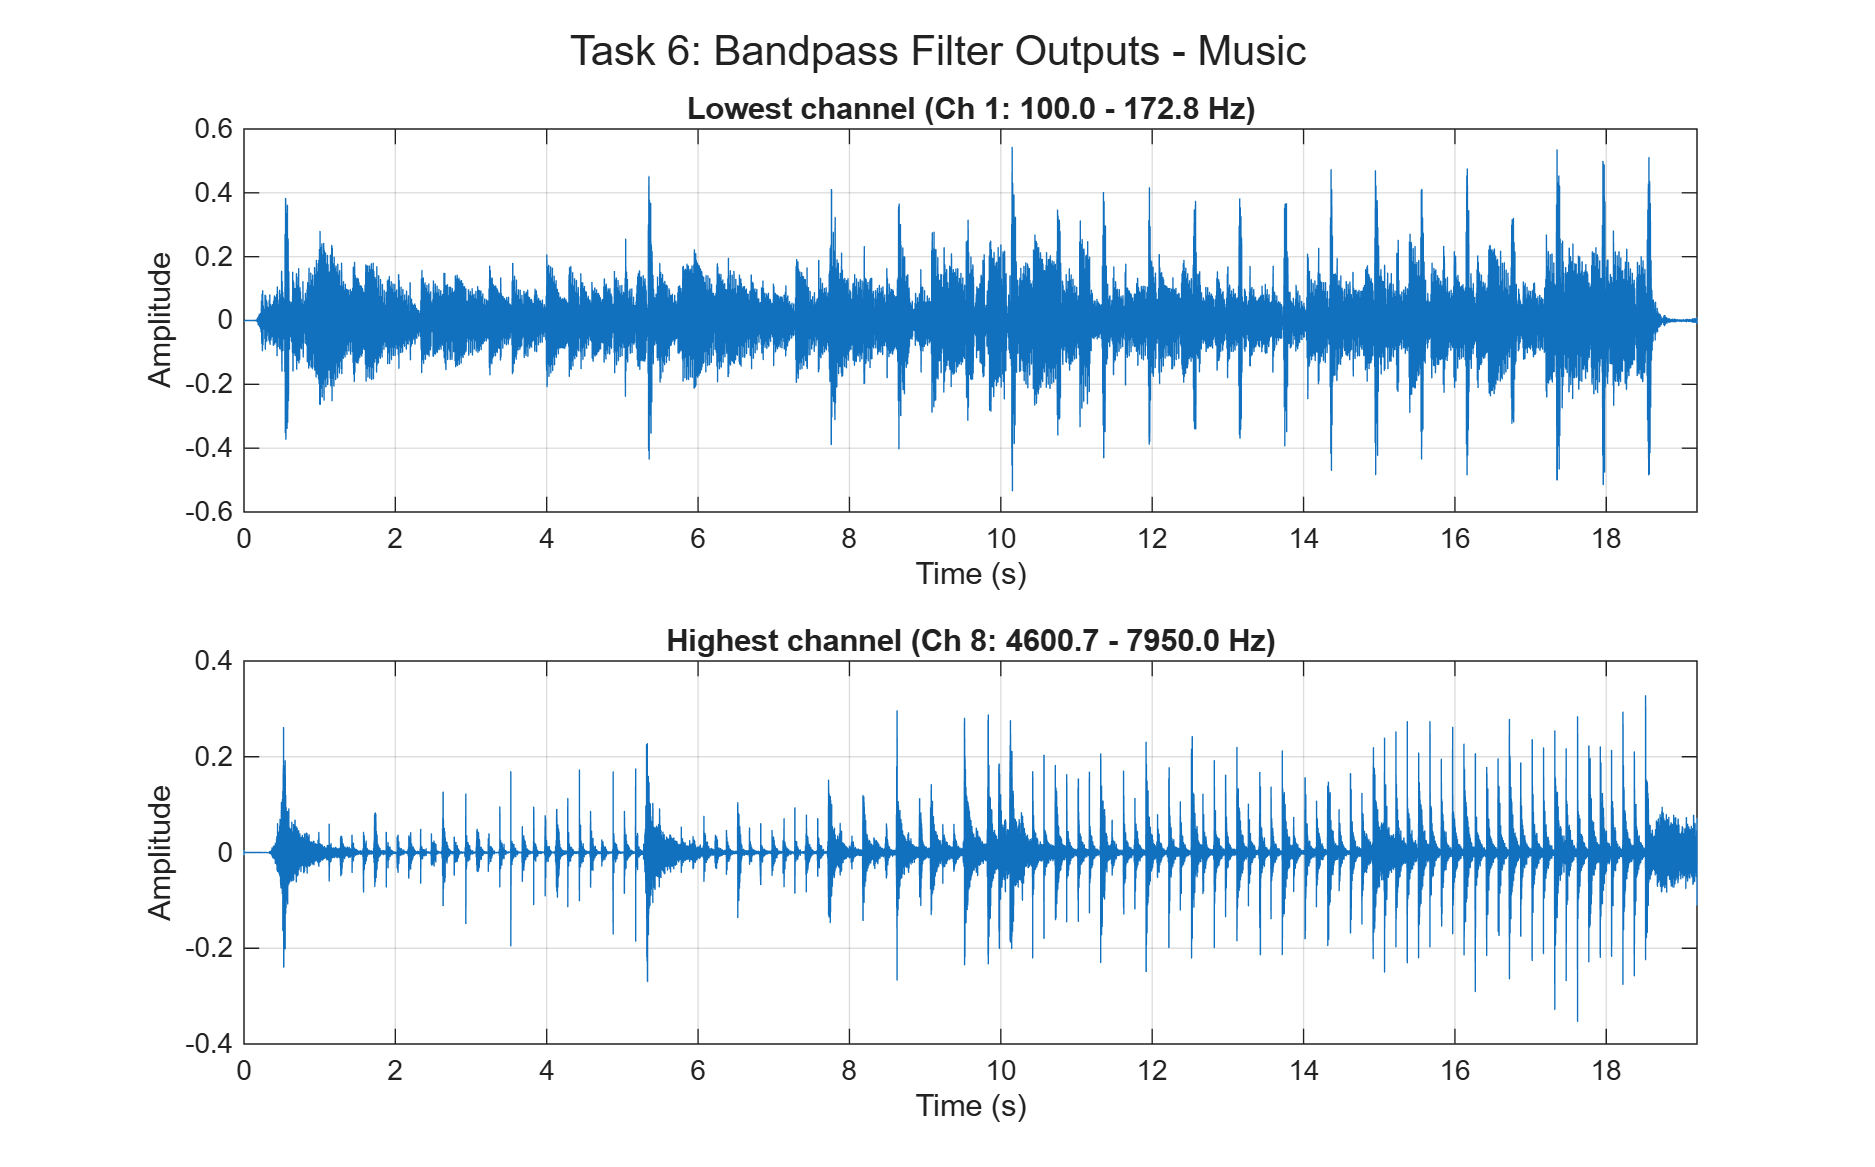 Task 6: Bandpass Filter Outputs - Music
Lowest channel (Ch 1: 100.0 - 172.8 Hz)
0.6
0.4
0.2
0
-0.2
-0.4
-0.6
Amplitude
0 2 4 6 8 10 12 14 16 18
Time (s)
Highest channel (Ch 8: 4600.7 - 7950.0 Hz)
0.4
0.2
0
-0.2
-0.4
Amplitude
0 2 4 6 8 10 12 14 16 18
Time (s)